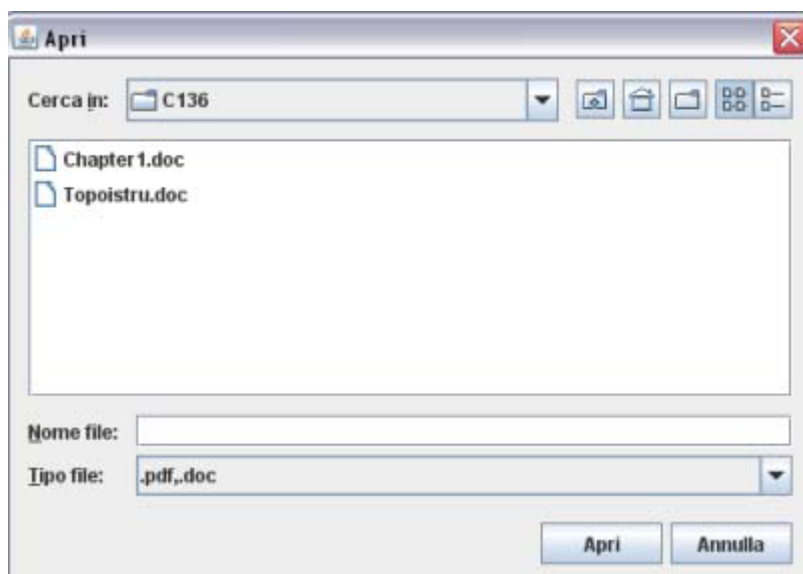 Apri
Cerca in: C136
Chapter1.doc
Topoistru.doc
Nome file:
Tipo file: .pdf,.doc
Apri Annulla